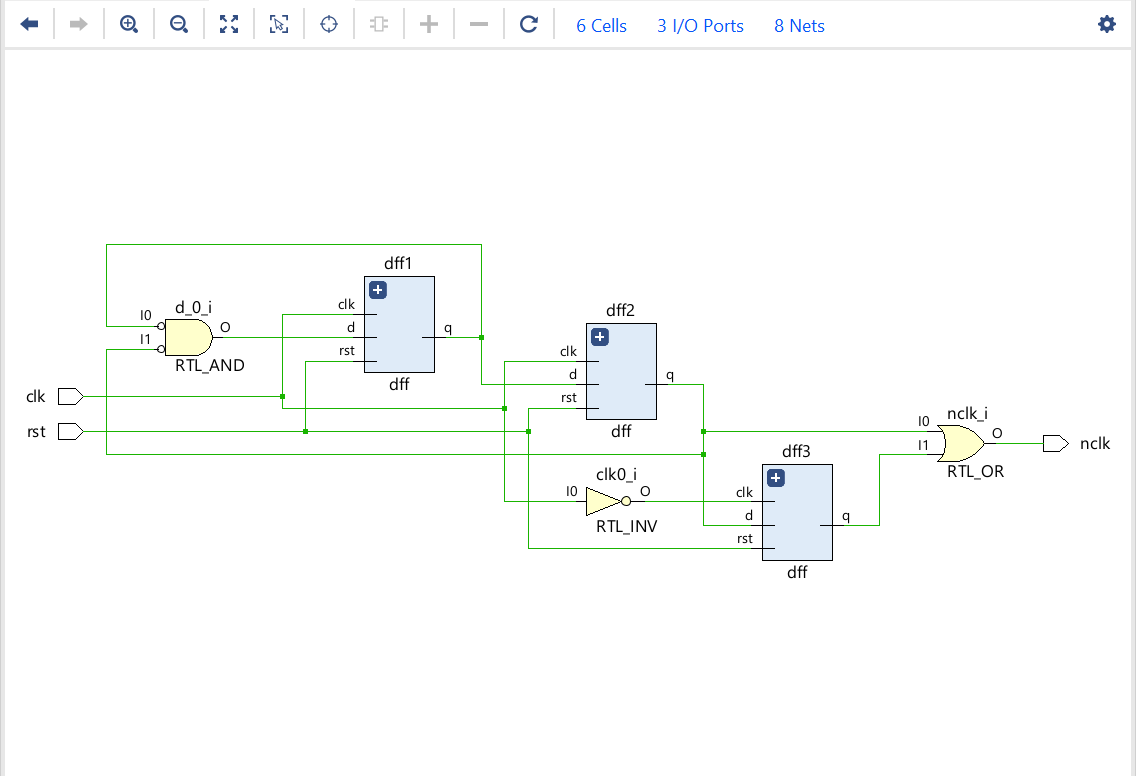 6 Cells 3 I/O Ports 8 Nets
dff1
d_0_i
I0
O
I1
RTL_AND
clk
d
rst
q
dff
dff2
clk
d
rst
q
dff
clk
rst
clk0_i
I0
O
RTL_INV
dff3
clk
d
rst
q
dff
nclk_i
I0
O
I1
RTL_OR
nclk